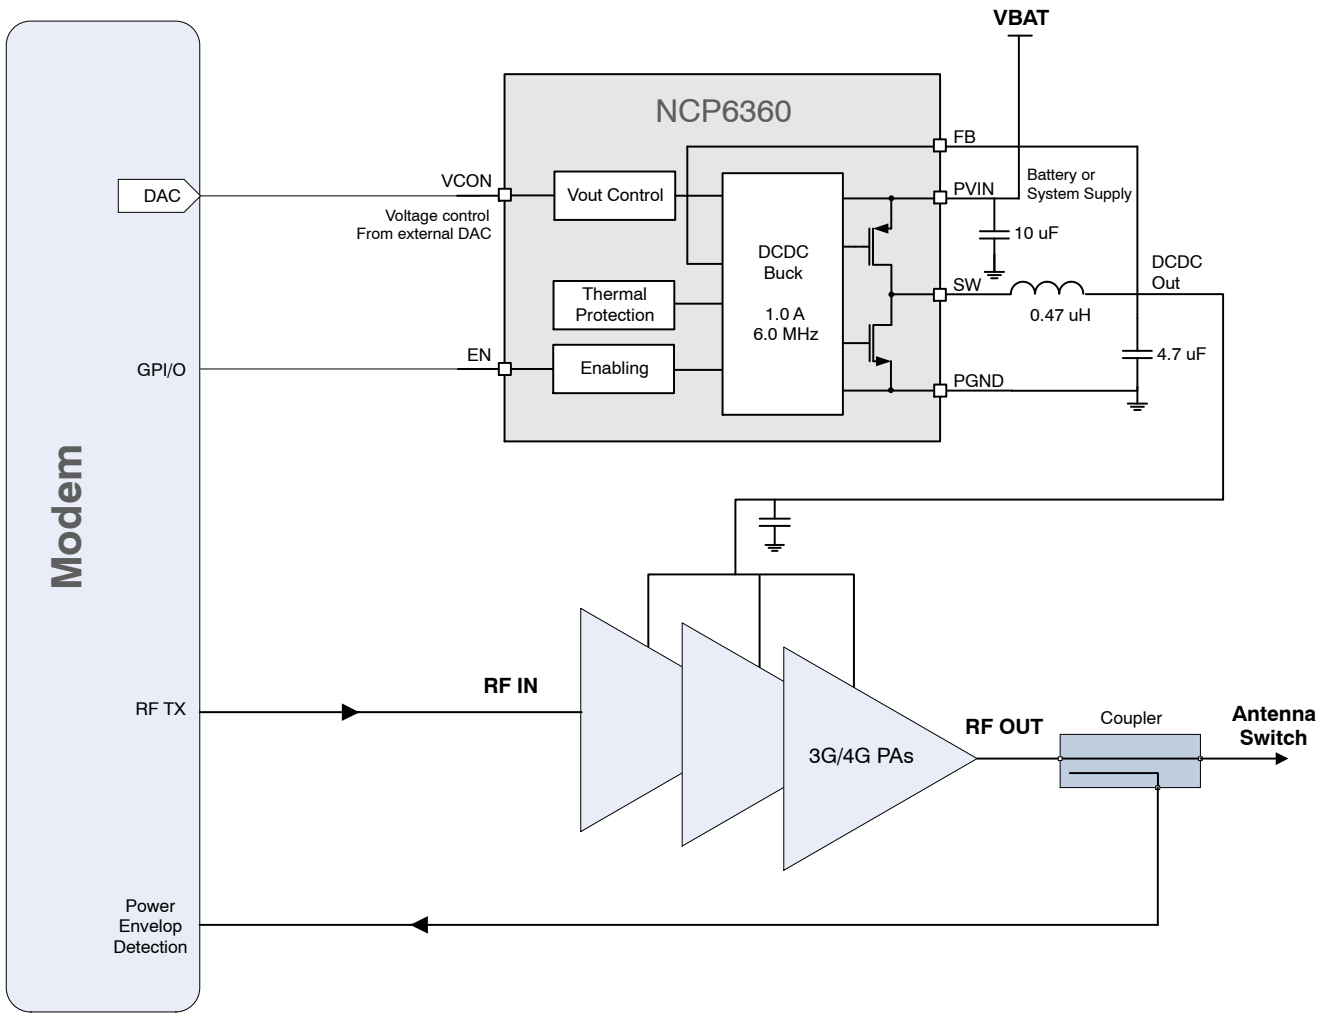 VBAT
NCP6360
FB
Battery or
System Supply
VCON
DAC
Vout Control
PVIN
Voltage control
From external DAC
10 uF
DCDC
Buck
1.0 A
6.0 MHz
Thermal
Protection
SW
0.47 uH
DCDC
Out
GPI/O
EN
Enabling
PGND
4.7 uF
Modem
RF TX
RF IN
3G/4G PAs
RF OUT
Coupler
Antenna
Switch
Power
Envelop
Detection